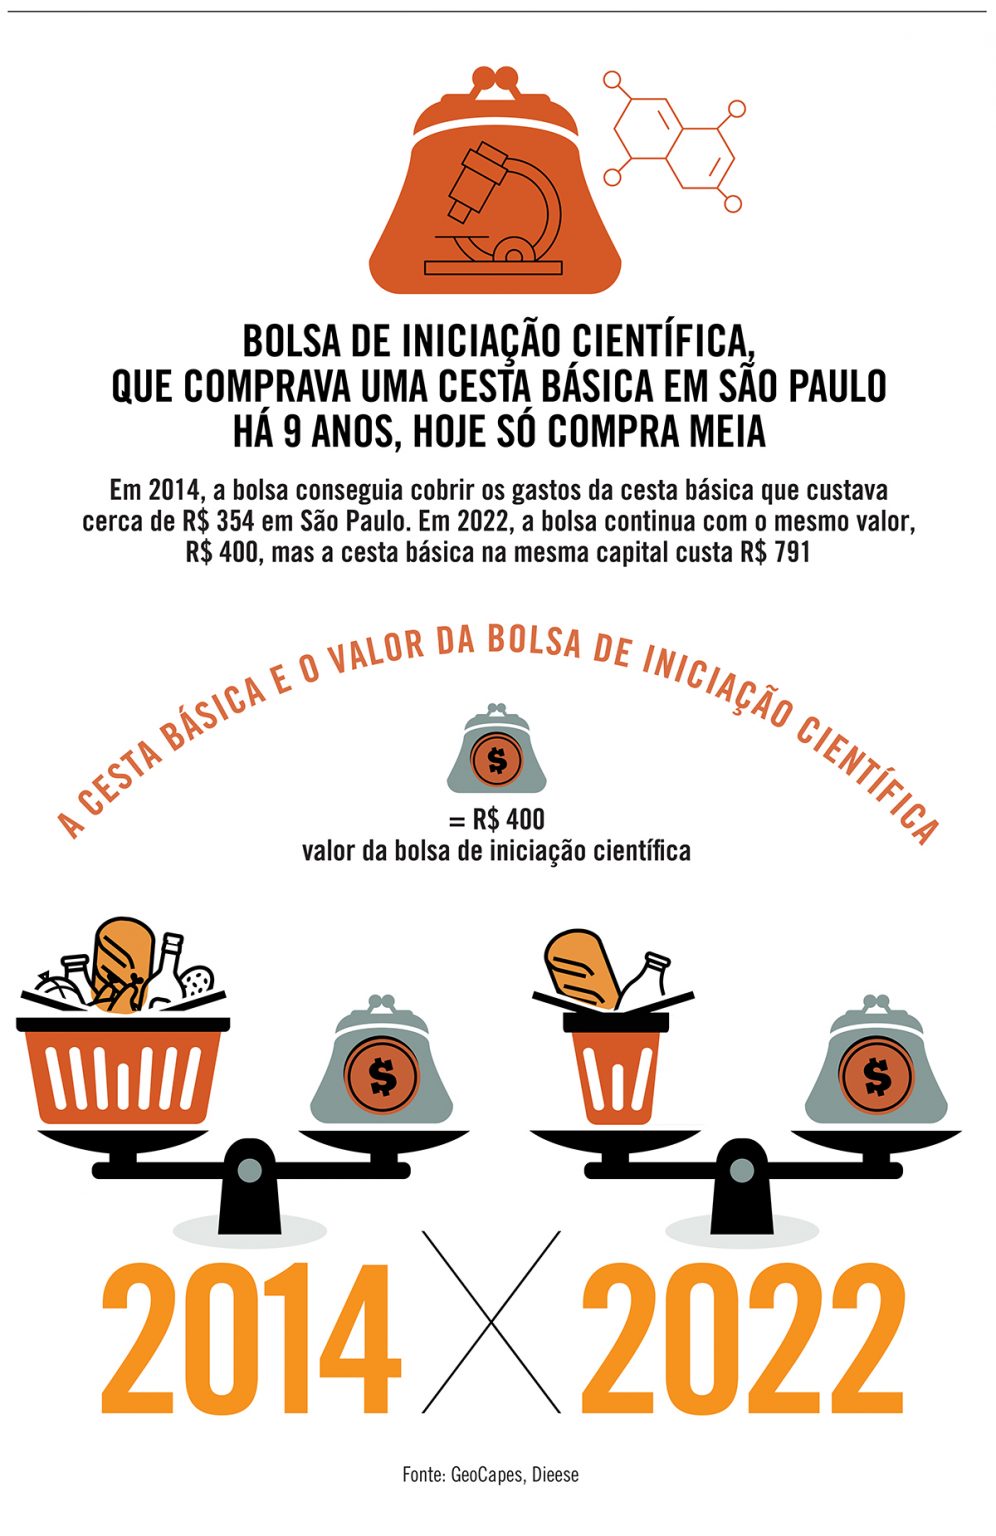 BOLSA DE INICIAÇÃO CIENTÍFICA,
QUE COMPRAVA UMA CESTA BÁSICA EM SÃO PAULO
HÁ 9 ANOS, HOJE SÓ COMPRA MEIA
Em 2014, a bolsa conseguia cobrir os gastos da cesta básica que custava
cerca de R$ 354 em São Paulo. Em 2022, a bolsa continua com o mesmo valor,
R$ 400, mas a cesta básica na mesma capital custa R$ 791
A CESTA BÁSICA E O VALOR DA BOLSA DE INICIAÇÃO CIENTÍFICA
$
= R$ 400
valor da bolsa de iniciação científica
$
$
2014
2022
Fonte: GeoCapes, Dieese